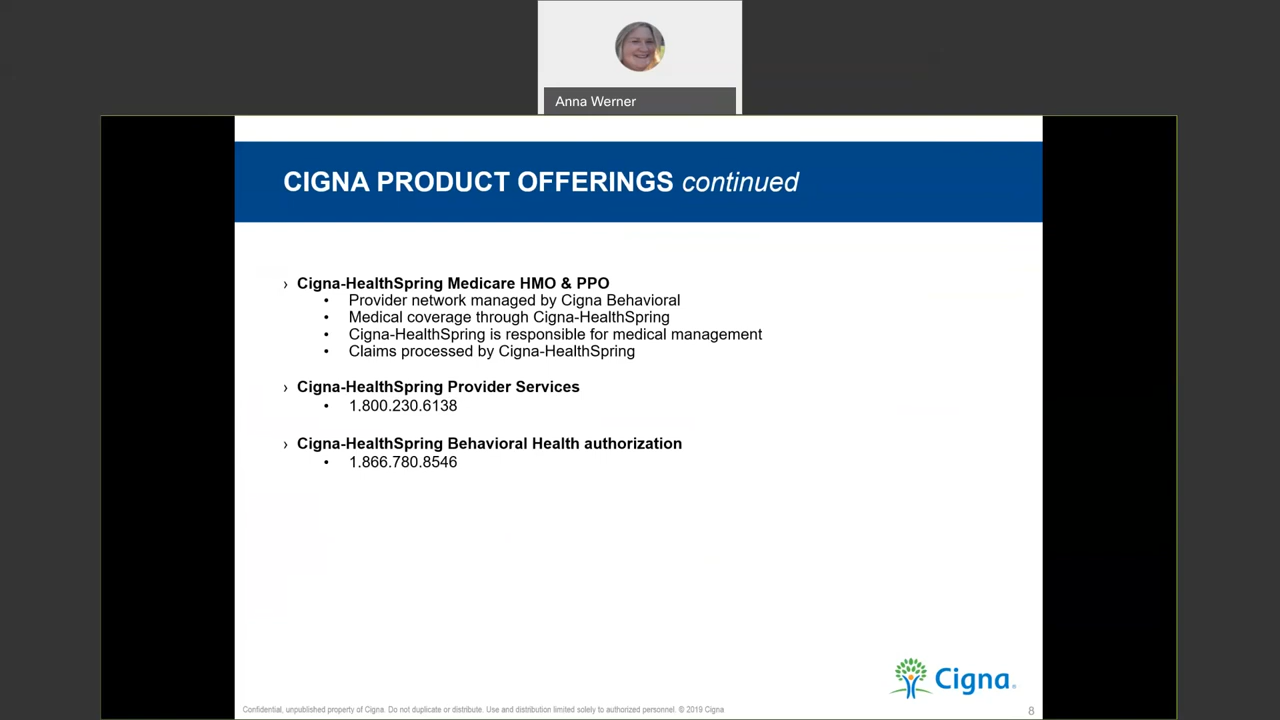 Anna Werner
CIGNA PRODUCT OFFERINGS continued
› Cigna-HealthSpring Medicare HMO & PPO
• Provider network managed by Cigna Behavioral
• Medical coverage through Cigna-HealthSpring
• Cigna-HealthSpring is responsible for medical management
• Claims processed by Cigna-HealthSpring
› Cigna-HealthSpring Provider Services
• 1.800.230.6138
› Cigna-HealthSpring Behavioral Health authorization
• 1.866.780.8546
Cigna®
Confidential, unpublished property of Cigna. Do not duplicate or distribute. Use and distribution limited solely to authorized personnel. © 2019 Cigna
8